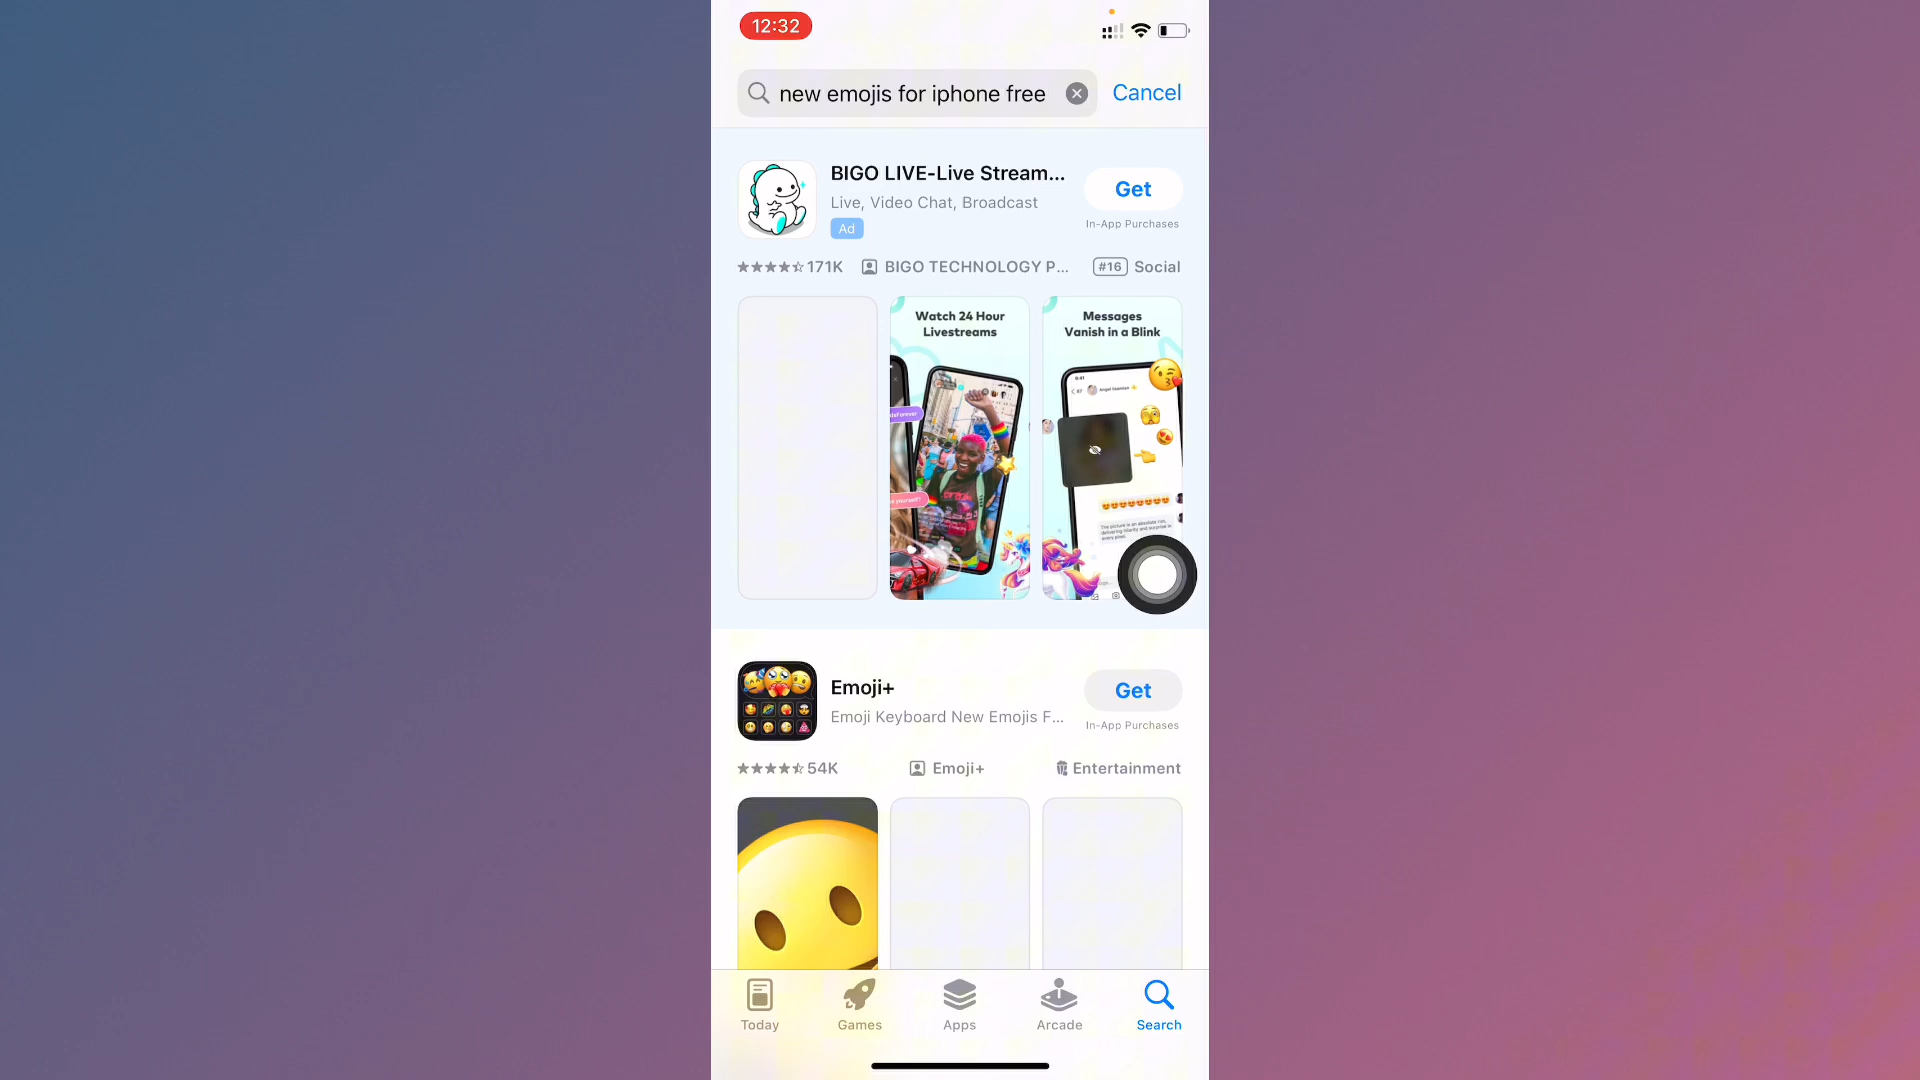 12:32
new emojis for iphone free
Cancel
BIGO LIVE-Live Stream...
Live, Video Chat, Broadcast
Ad
Get
In-App Purchases
171K
BIGO TECHNOLOGY P...
#16
Social
Watch 24 Hour
Livestreams
Messages
Vanish in a Blink
Emoji+
Emoji Keyboard New Emojis F...
Get
In-App Purchases
54K
Emoji+
Entertainment
Today
Games
Apps
Arcade
Search